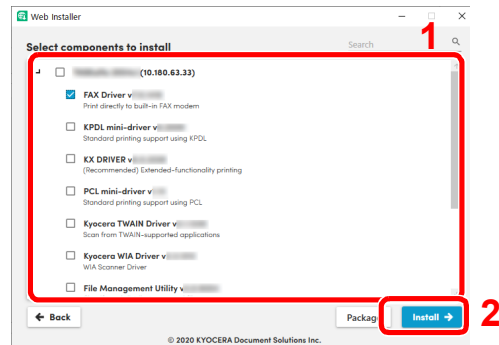 Web Installer
1
Select components to install
Search
(10.180.63.33)
FAX Driver v
Print directly to built-in FAX modem
KPDL mini-driver v
Standard printing support using KPDL
KX DRIVER v
(Recommended) Extended-functionality printing
PCL mini-driver v
Standard printing support using PCL
Kyocera TWAIN Driver v
Scan from TWAIN-supported applications
Kyocera WIA Driver v
WIA Scanner Driver
File Management Utility v
Back
Package
Install
2
© 2020 KYOCERA Document Solutions Inc.